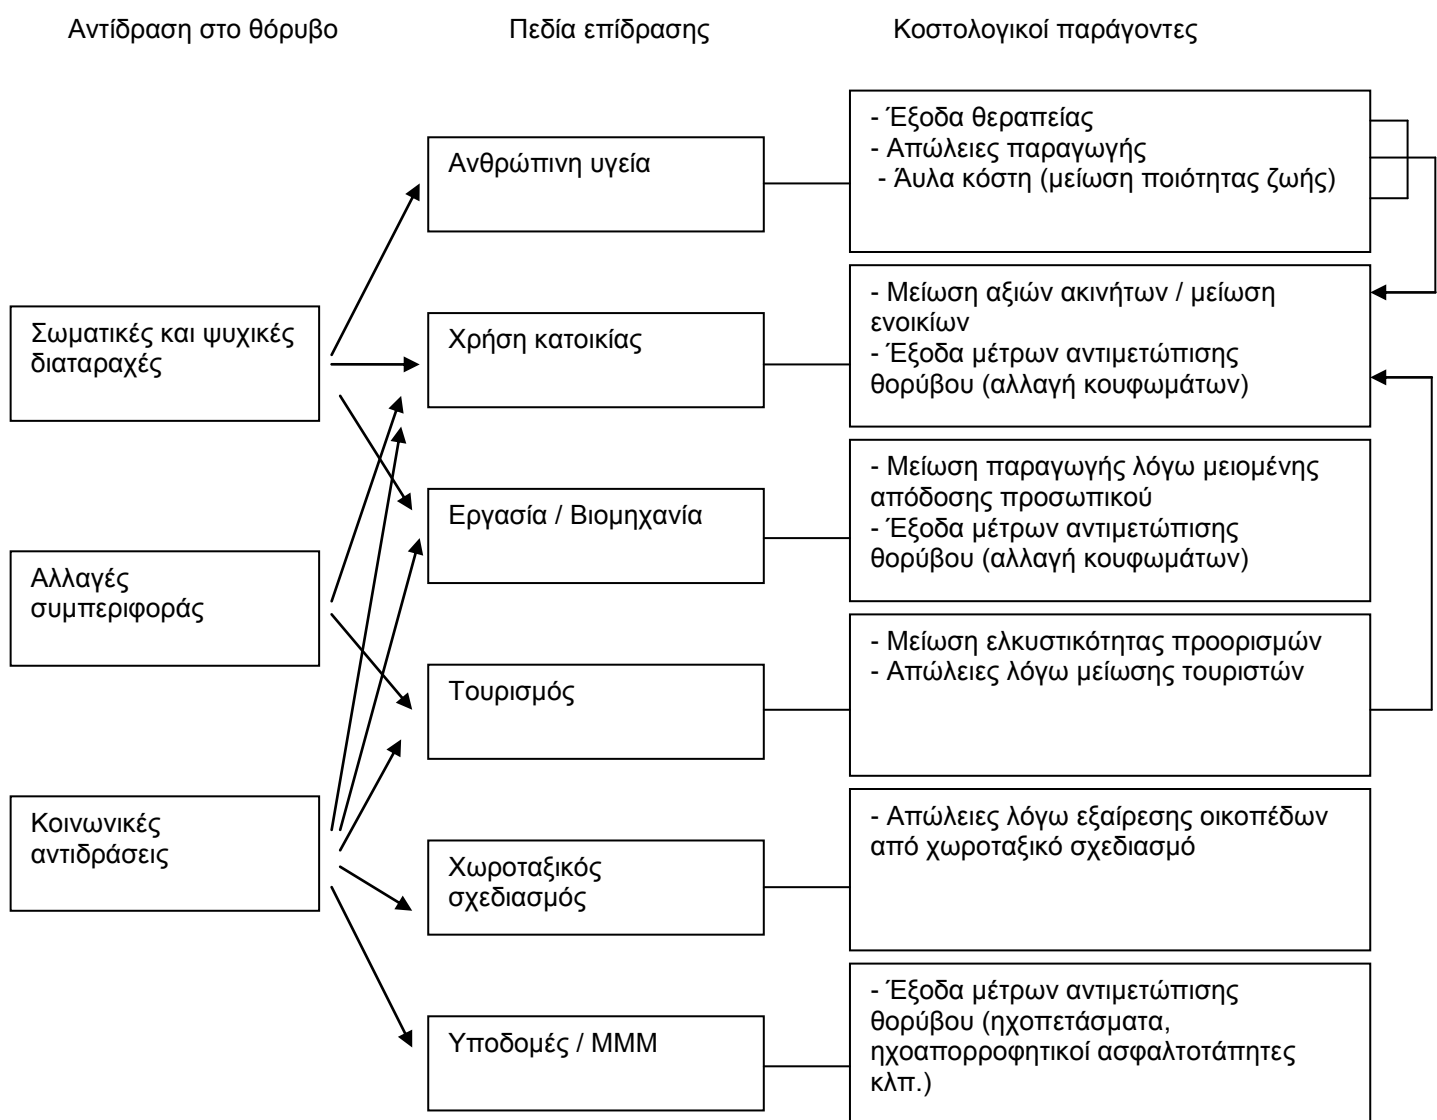 Αντίδραση στο θόρυβο
Πεδία επίδρασης
Κοστολογικοί παράγοντες
Σωματικές και ψυχικές
διαταραχές
Αλλαγές
συμπεριφοράς
Κοινωνικές
αντιδράσεις
Ανθρώπινη υγεία
Χρήση κατοικίας
Εργασία / Βιομηχανία
Τουρισμός
Χωροταξικός
σχεδιασμός
Υποδομές / ΜΜΜ
- Έξοδα θεραπείας
- Απώλειες παραγωγής
- Άυλα κόστη (μείωση ποιότητας ζωής)
- Μείωση αξιών ακινήτων / μείωση
ενοικίων
- Έξοδα μέτρων αντιμετώπισης
θορύβου (αλλαγή κουφωμάτων)
- Μείωση παραγωγής λόγω μειομένης
απόδοσης προσωπικού
- Έξοδα μέτρων αντιμετώπισης
θορύβου (αλλαγή κουφωμάτων)
- Μείωση ελκυστικότητας προορισμών
- Απώλειες λόγω μείωσης τουριστών
- Απώλειες λόγω εξαίρεσης οικοπέδων
από χωροταξικό σχεδιασμό
- Έξοδα μέτρων αντιμετώπισης
θορύβου (ηχοπετάσματα,
ηχοαπορροφητικοί ασφαλτοτάπητες
κλπ.)